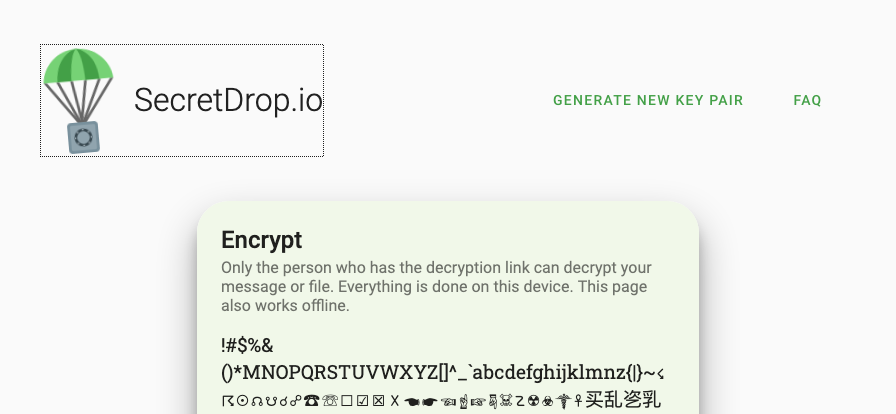 SecretDrop.io
GENERATE NEW KEY PAIR
FAQ
Encrypt
Only the person who has the decryption link can decrypt your
message or file. Everything is done on this device. This page
also works offline.
!#$%&
()*MNOPQRSTUVWXYZ[]^_`abcdefghijklmnz{|}~
☈☉☊☋☌☍☎☏☐☑☒☓☚☛☜☝☞☟☠☡☢☣☤⚨买乱乲乳